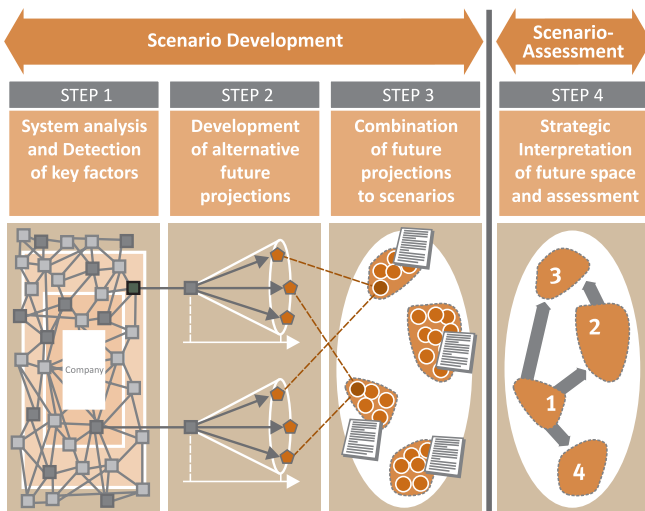 Scenario Development
Scenario-
Assessment
STEP 1
STEP 2
STEP 3
STEP 4
System analysis
and Detection
of key factors
Development
of alternative
future
projections
Combination
of future
projections
to scenarios
Strategic
Interpretation
of future space
and assessment
Company
3
2
1
4